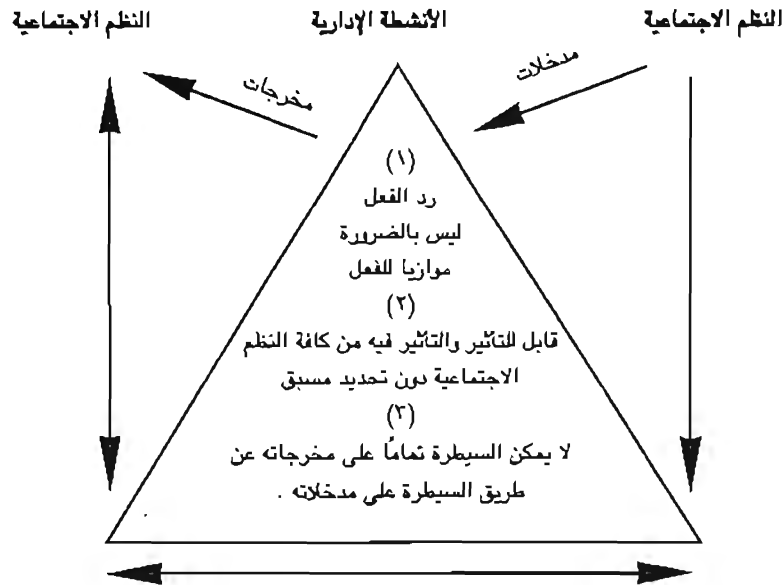 النظم الاجتماعية
الأنشطة الإدارية
النظم الاجتماعية
مدخلات
مخرجات
(١)
رد الفعل
ليس بالضرورة
موازيا للفعل
(٢)
قابل للتأثير والتأثير فيه من كافة النظم
الاجتماعية دون تحديد مسبق
(٣)
لا يمكن السيطرة تمامًا على مخرجاته عن
طريق السيطرة على مدخلاته .